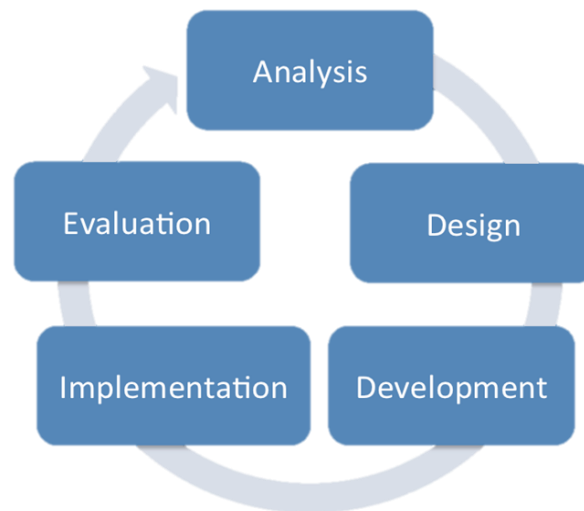 Analysis
Design
Development
Implementation
Evaluation